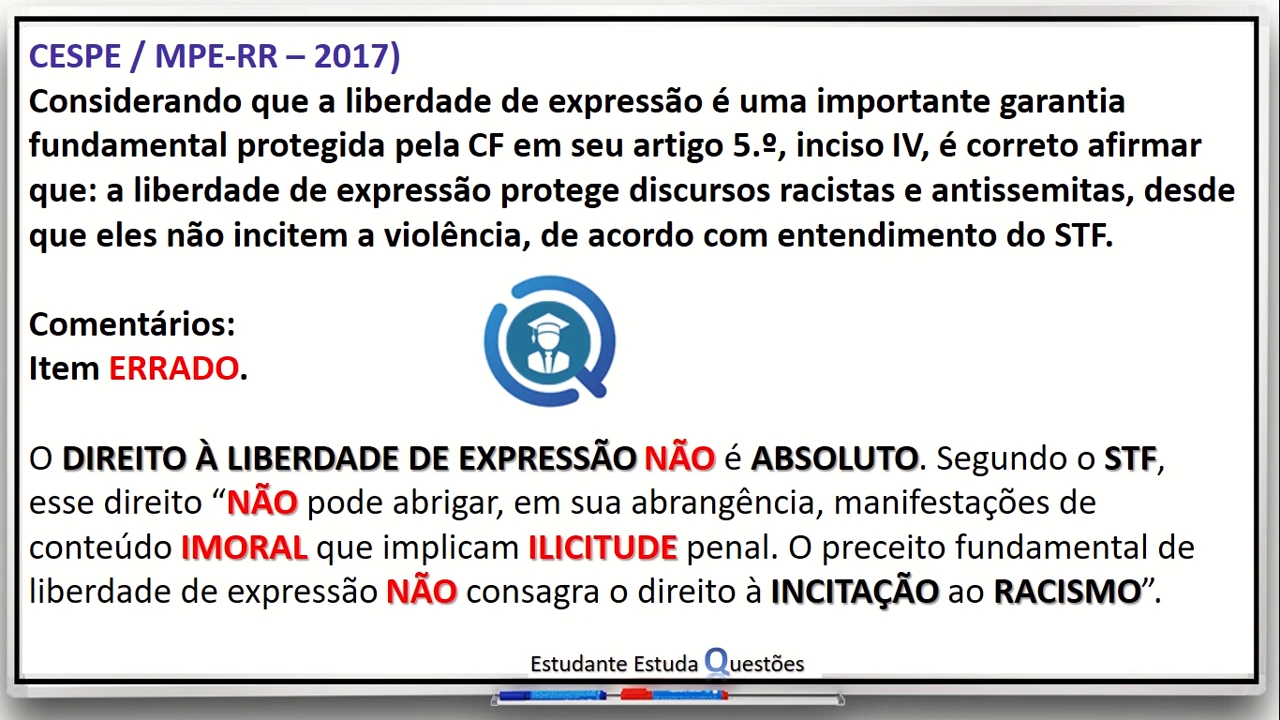 CESPE / MPE-RR – 2017)
Considerando que a liberdade de expressão é uma importante garantia
fundamental protegida pela CF em seu artigo 5.º, inciso IV, é correto afirmar
que: a liberdade de expressão protege discursos racistas e antissemitas, desde
que eles não incitem a violência, de acordo com entendimento do STF.
Comentários:
Item ERRADO.
O DIREITO À LIBERDADE DE EXPRESSÃO NÃO é ABSOLUTO. Segundo o STF,
esse direito “NÃO pode abrigar, em sua abrangência, manifestações de
conteúdo IMORAL que implicam ILICITUDE penal. O preceito fundamental de
liberdade de expressão NÃO consagra o direito à INCITAÇÃO ao RACISMO”.
Estudante Estuda Questões